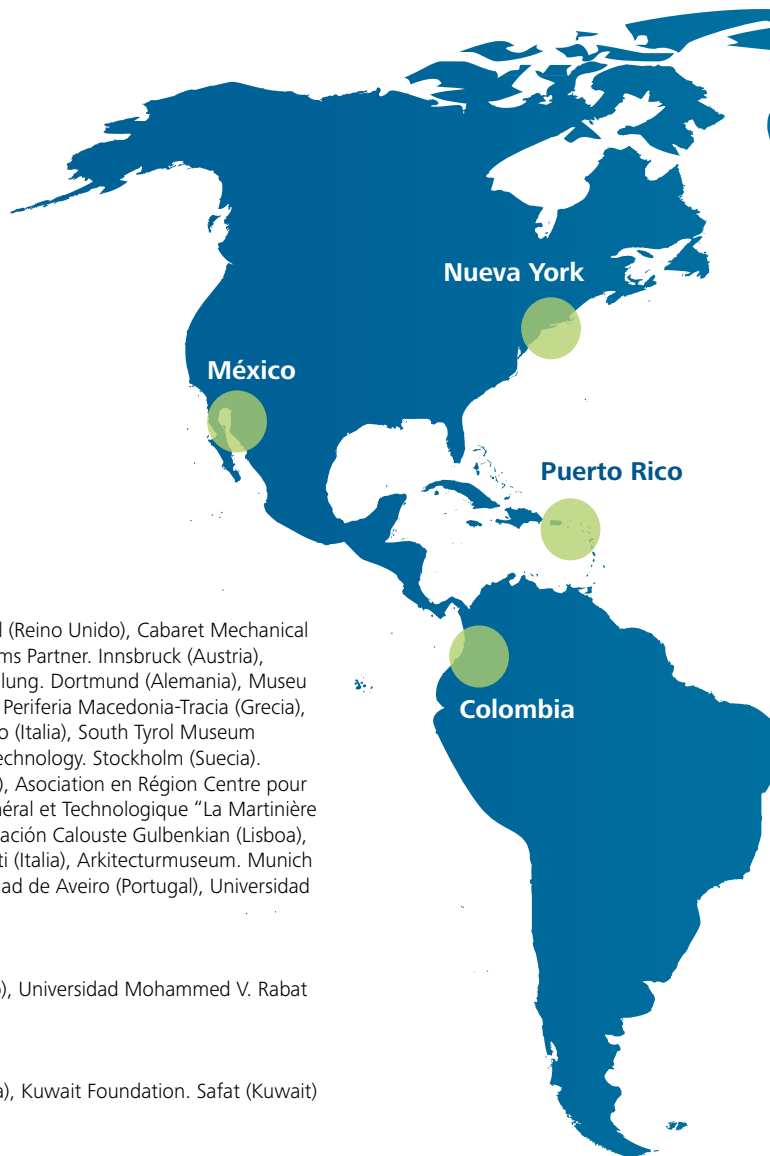 Nueva York
México
Puerto Rico
l (Reino Unido), Cabaret Mechanical
ms Partner. Innsbruck (Austria),
lung. Dortmund (Alemania), Museu
Periferia Macedonia-Tracia (Grecia),
o (Italia), South Tyrol Museum
Colombia
echnology. Stockholm (Suecia).
), Asociation en Région Centre pour
néral et Technologique “La Martinière
ación Calouste Gulbenkian (Lisboa),
ti (Italia), Arkitecturmuseum. Munich
ad de Aveiro (Portugal), Universidad
), Universidad Mohammed V. Rabat
a), Kuwait Foundation. Safat (Kuwait)